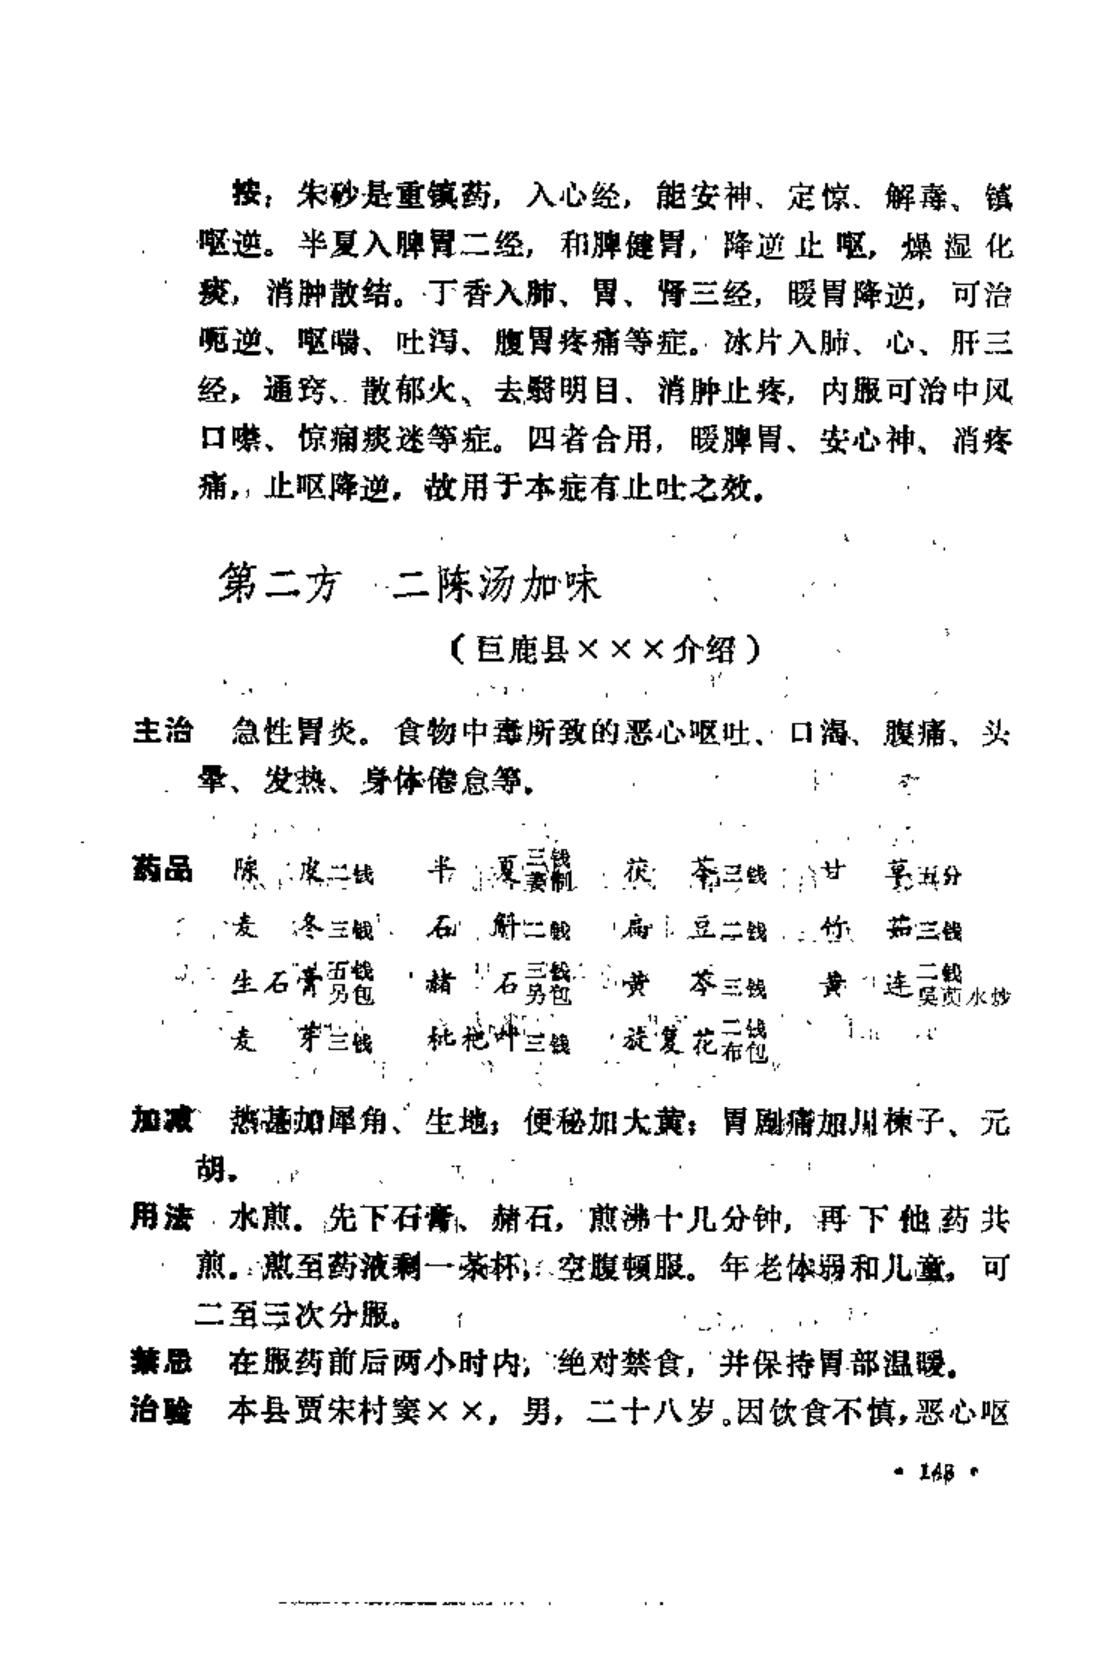 按：朱砂是重镇药，入心经，能安神、定惊、解毒、镇
呕逆。半夏入脾胃二经，和脾健胃，降逆止呕，燥湿化
痰，消肿散结。丁香入肺、胃、肾三经，暖胃降逆，可治
呃逆、呕喘、吐泻、腹胃疼痛等症。冰片入肺、心、肝三
经，通窍、散郁火、去翳明目、消肿止疼，内服可治中风
口噤、惊痫痰迷等症。四者合用，暖脾胃、安心神、消疼
痛，止呕降逆，故用于本症有止吐之效。
第二方 二陈汤加味
（巨鹿县×××介绍）
主治 急性胃炎。食物中毒所致的恶心呕吐、口渴、腹痛、头
晕、发热、身体倦怠等。
药品 陈皮二钱 半夏三钱姜制 茯苓三钱 甘草五分
麦冬三钱 石斛二钱 扁豆二钱 竹茹三钱
生石膏五钱另包 赭石三钱另包 黄芩三钱 黄连二钱吴萸水炒
麦芽三钱 枇杷叶三钱 旋复花二钱布包
加减 热甚加犀角、生地；便秘加大黄；胃剧痛加川楝子、元
胡。
用法 水煎。先下石膏、赭石，煎沸十几分钟，再下他药共
煎。煎至药液剩一茶杯，空腹顿服。年老体弱和儿童，可
二至三次分服。
禁忌 在服药前后两小时内，绝对禁食，并保持胃部温暖。
治验 本县贾宋村窦××，男，二十八岁。因饮食不慎，恶心呕
• 143 •